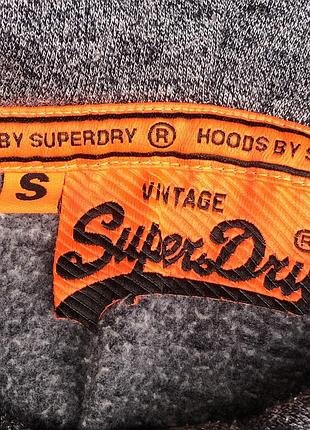 BY SUPERDRY ® HOODS BY S
S
VINTAGE
SuperDry ®